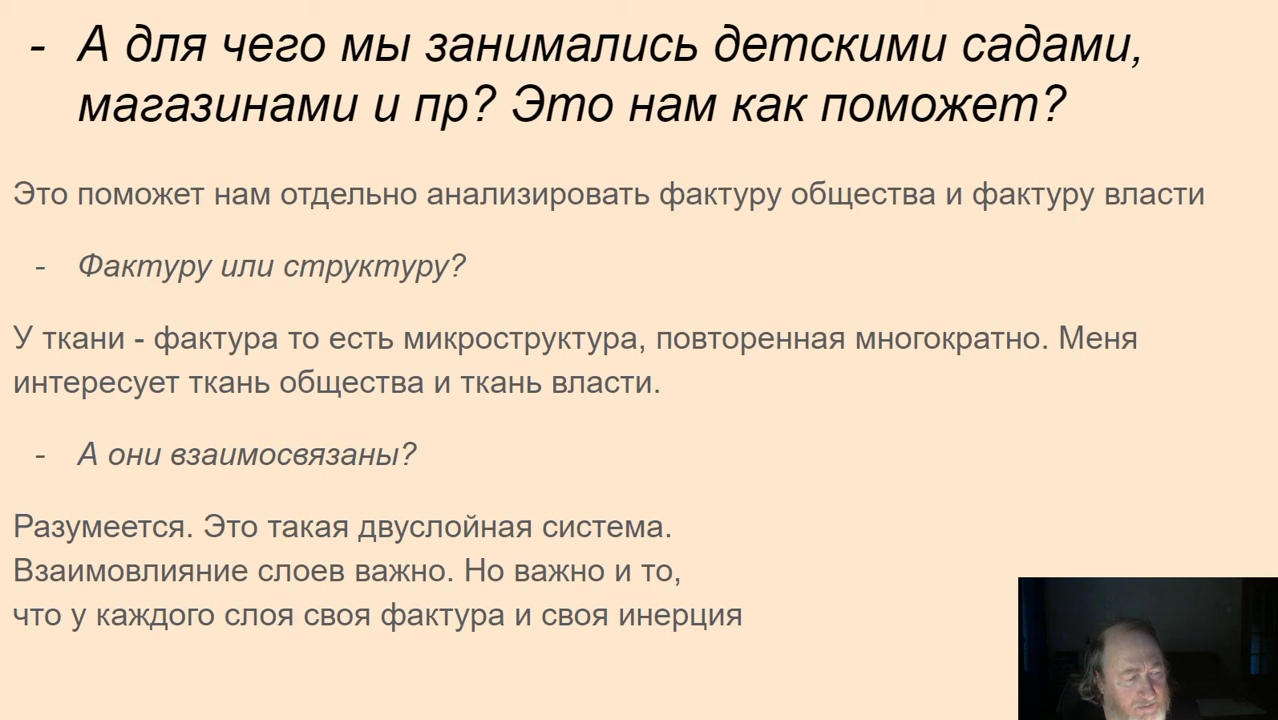 - А для чего мы занимались детскими садами,
магазинами и пр? Это нам как поможет?
Это поможет нам отдельно анализировать фактуру общества и фактуру власти
- Фактуру или структуру?
У ткани - фактура то есть микроструктура, повторенная многократно. Меня
интересует ткань общества и ткань власти.
- А они взаимосвязаны?
Разумеется. Это такая двуслойная система.
Взаимовлияние слоев важно. Но важно и то,
что у каждого слоя своя фактура и своя инерция